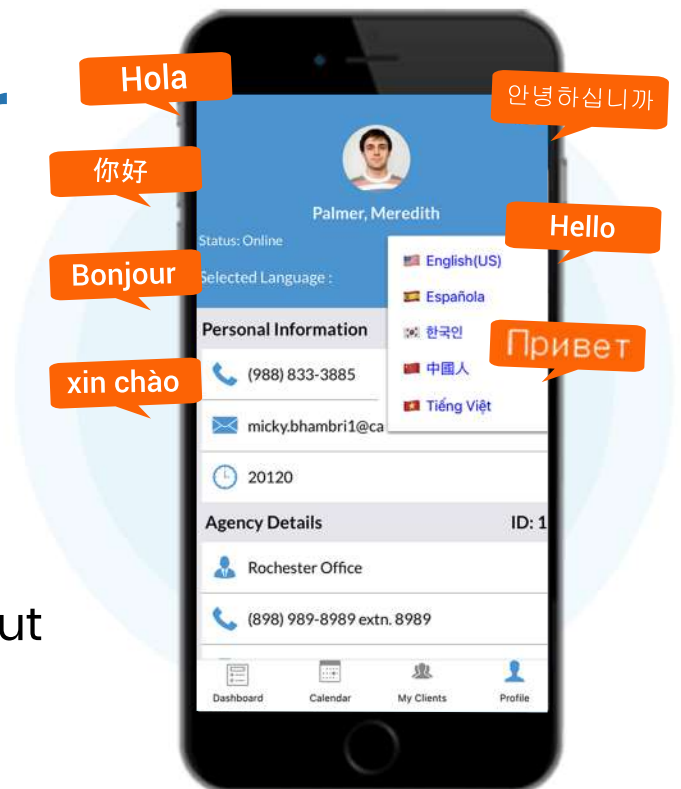 Hola
안녕하십니까
你好
Palmer, Meredith
Hello
Status: Online
English(US)
Bonjour
Selected Language :
Española
Personal Information
한국인
Привет
(988) 833-3885
中國人
xin chào
Tiếng Việt
micky.bhambri1@ca
20120
Agency Details
ID: 1
Rochester Office
(898) 989-8989 extn. 8989
ut
Dashboard
Calendar
My Clients
Profile